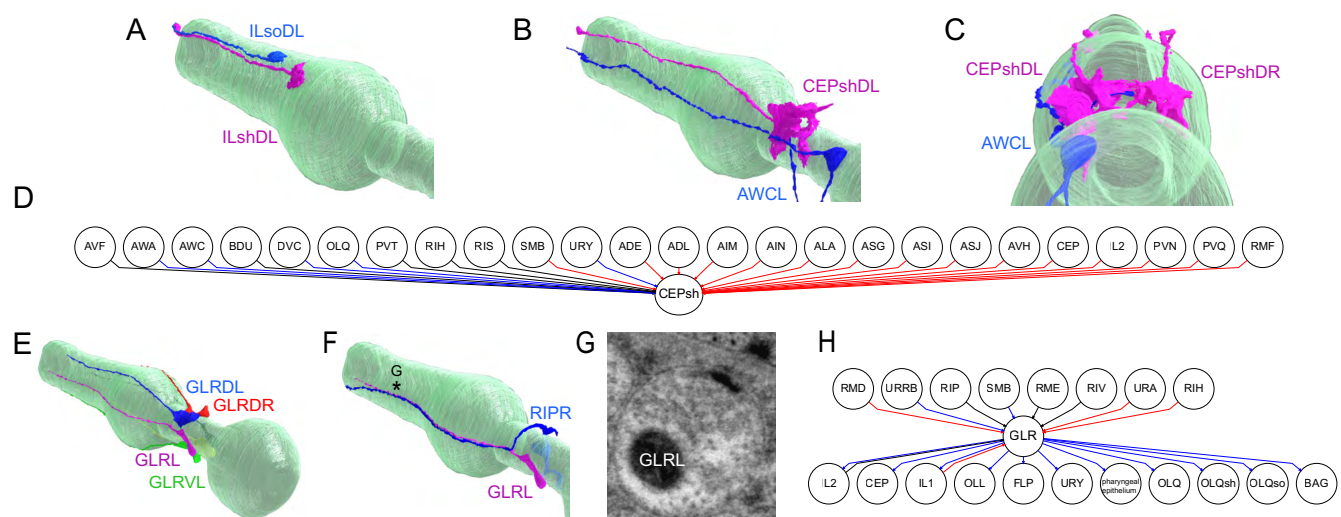 A
ILsoDL
ILshDL
B
CEPshDL
AWCL
C
CEPshDL
CEPshDR
AWCL
D
AVF AWA AWC BDU DVC OLQ PVT RIH RIS SMB URY ADE ADL AIM AIN ALA ASG ASI ASJ AVH CEP IL2 PVN PVQ RMF
CEPsh
E
GLRDL
GLRDR
GLRL
GLRVL
F
G
*
RIPR
GLRL
G
GLRL
H
RMD URRB RIP SMB RME RIV URA RIH
GLR
IL2 CEP IL1 OLL FLP URY pharyngeal epithelium OLQ OLQsh OLQso BAG